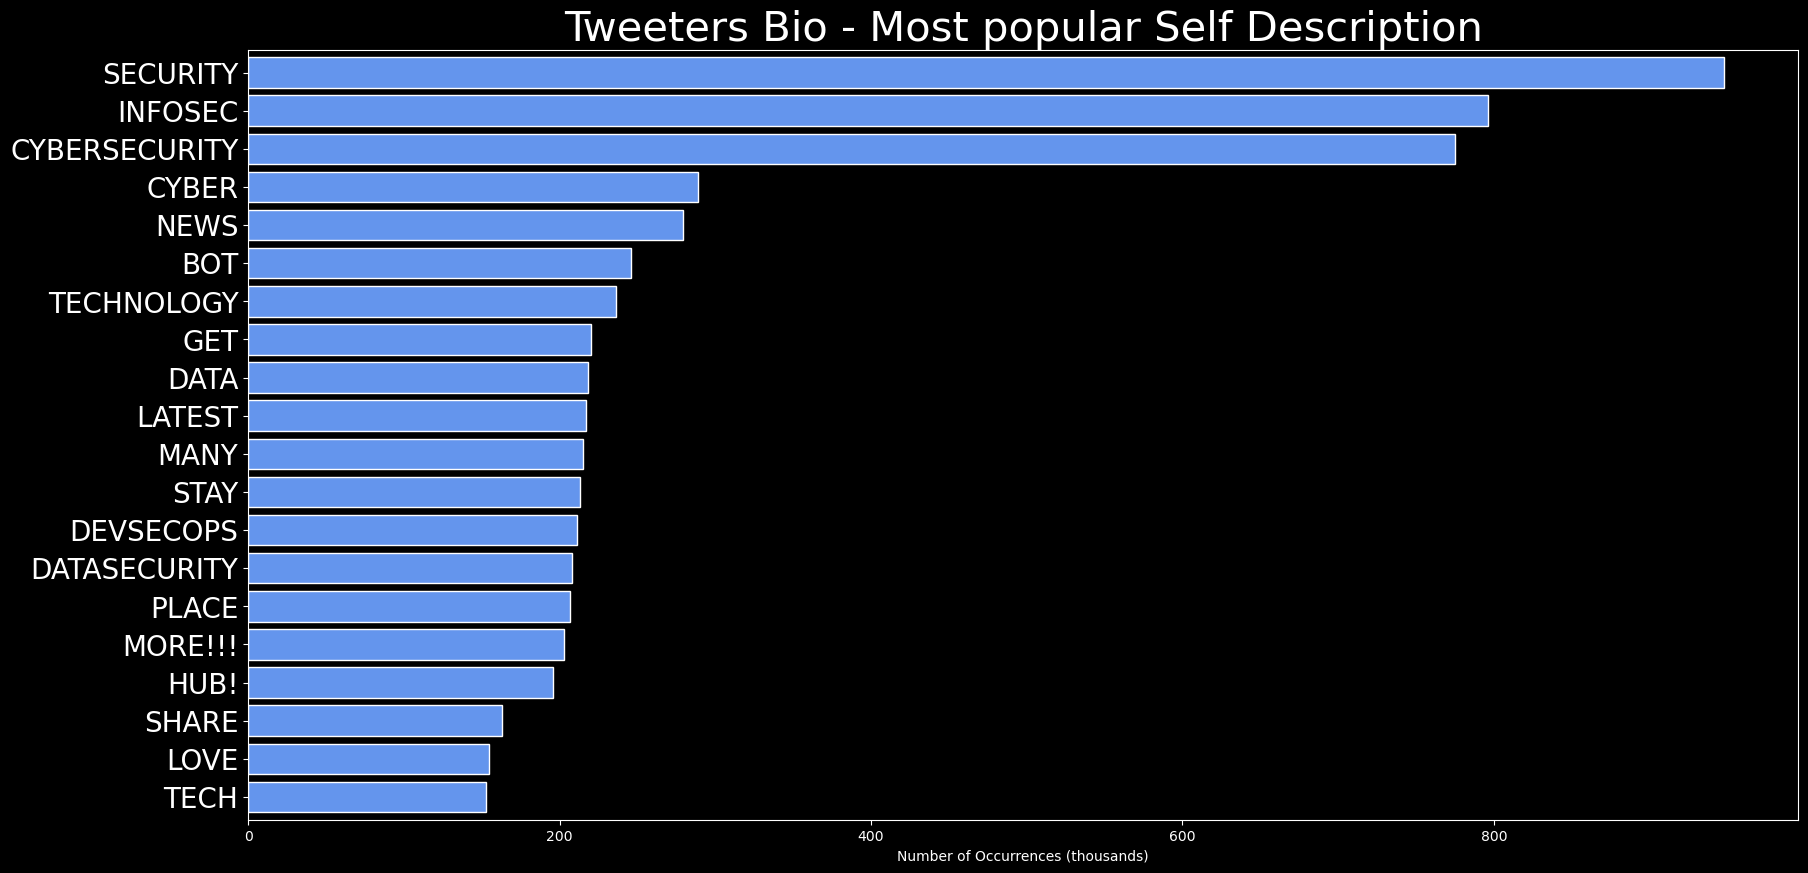 Tweeters Bio - Most popular Self Description
SECURITY
INFOSEC
CYBERSECURITY
CYBER
NEWS
BOT
TECHNOLOGY
GET
DATA
LATEST
MANY
STAY
DEVSECOPS
DATASECURITY
PLACE
MORE!!!
HUB!
SHARE
LOVE
TECH
0 200 400 600 800
Number of Occurrences (thousands)